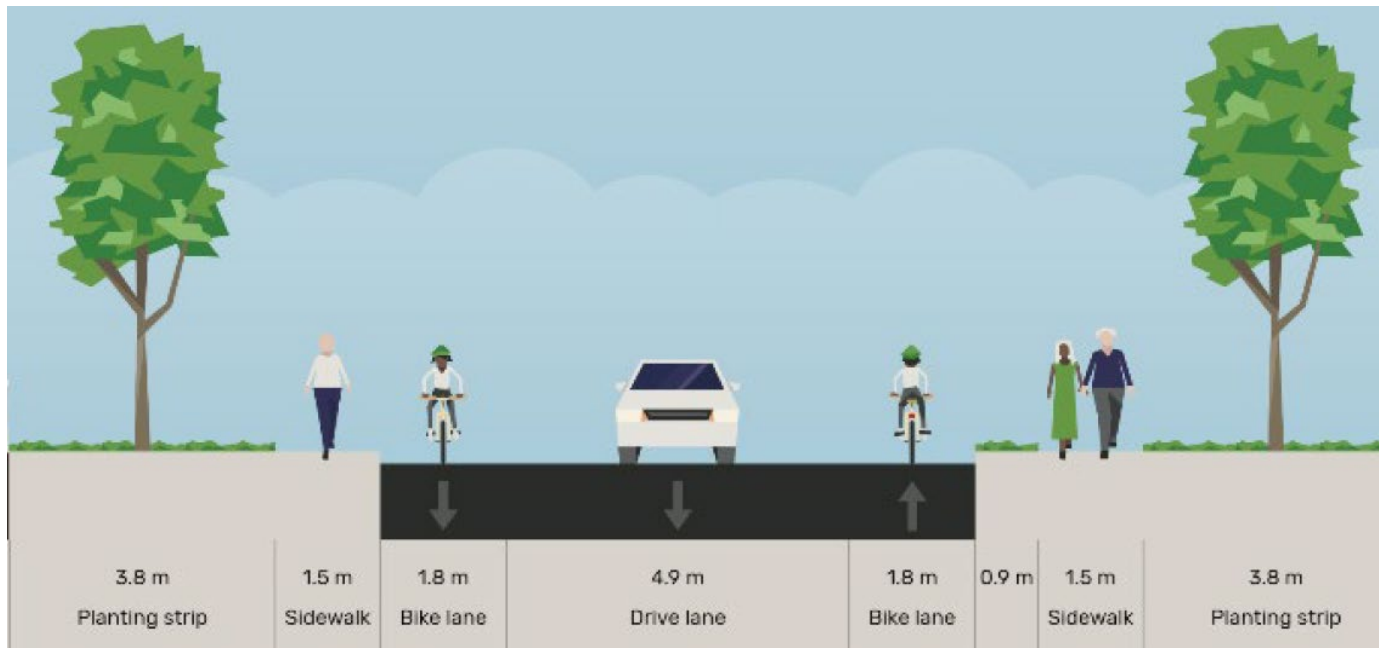 3.8 m
Planting strip
1.5 m
Sidewalk
1.8 m
Bike lane
4.9 m
Drive lane
1.8 m
Bike lane
0.9 m
1.5 m
Sidewalk
3.8 m
Planting strip